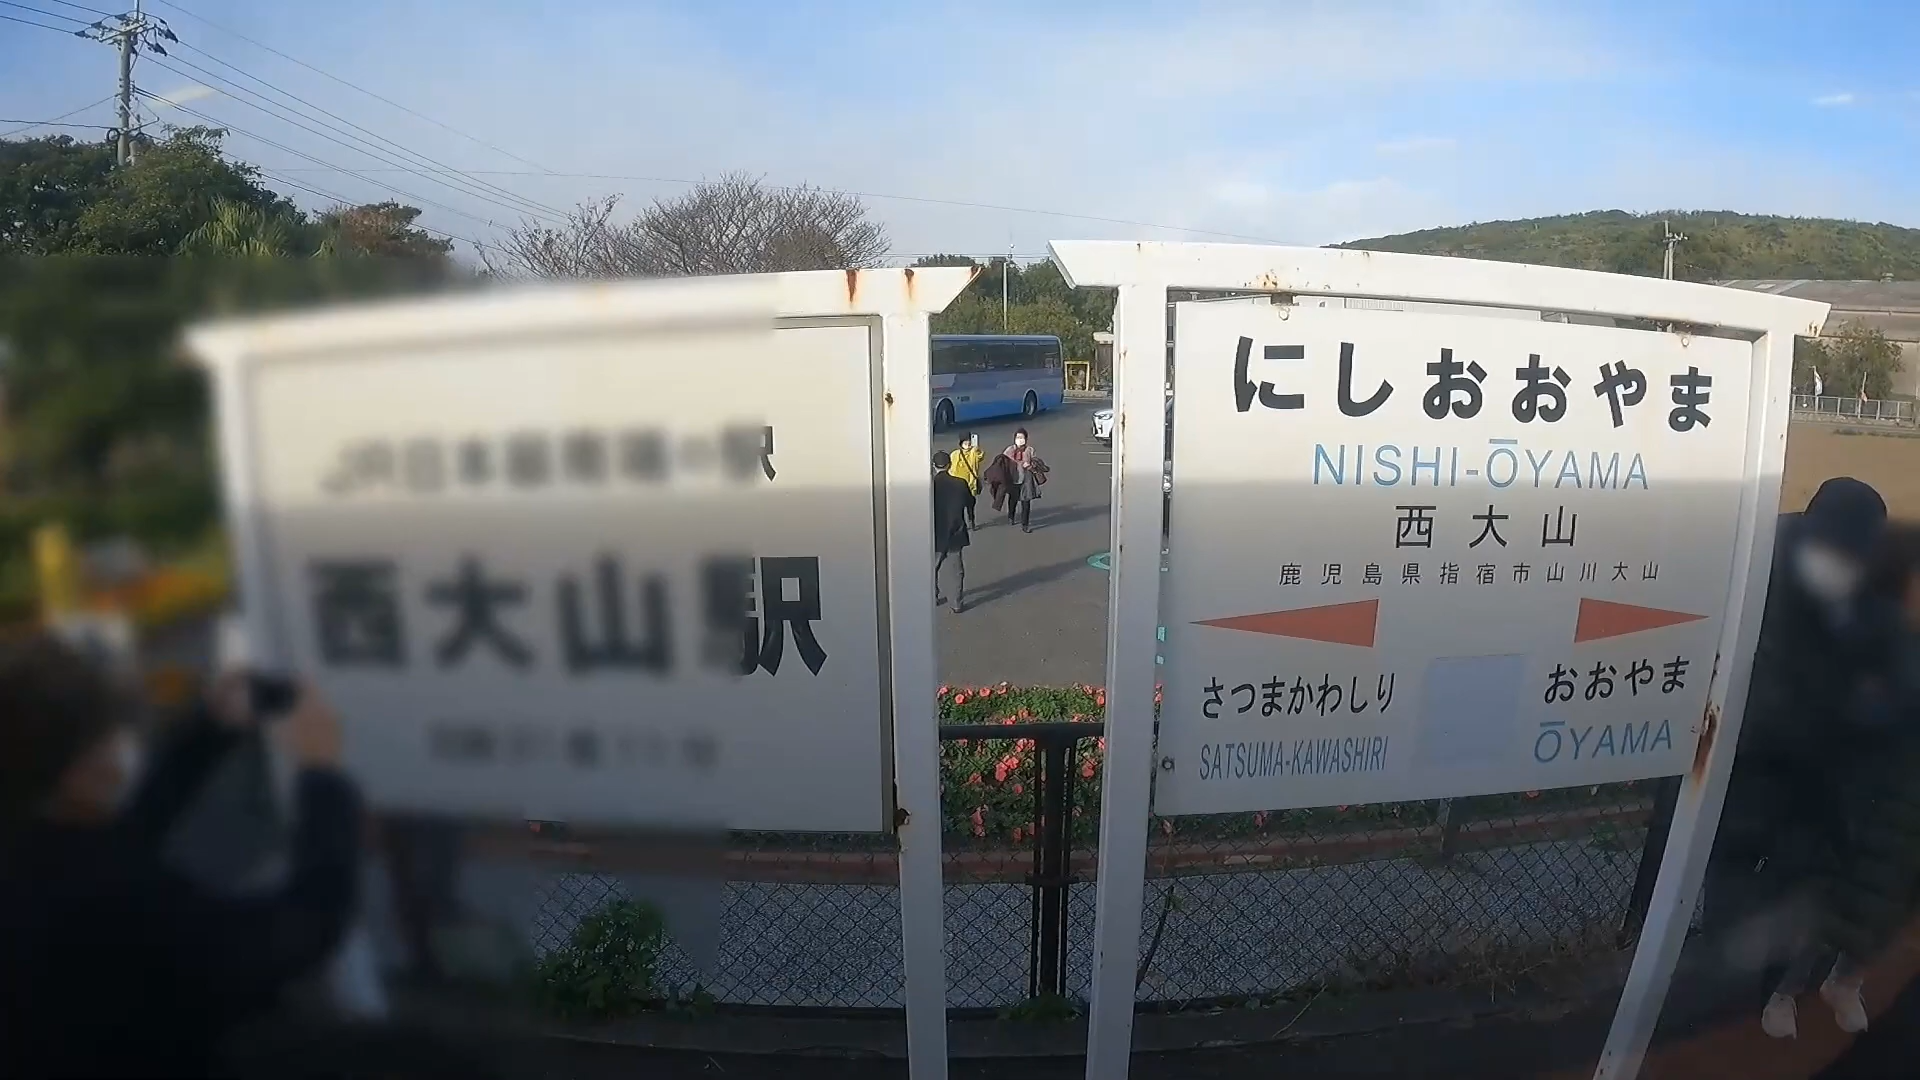 西大山駅
にしおおやま
NISHI-ŌYAMA
西大山
鹿児島県指宿市山川大山
さつまかわしり
おおやま
SATSUMA-KAWASHIRI
ŌYAMA